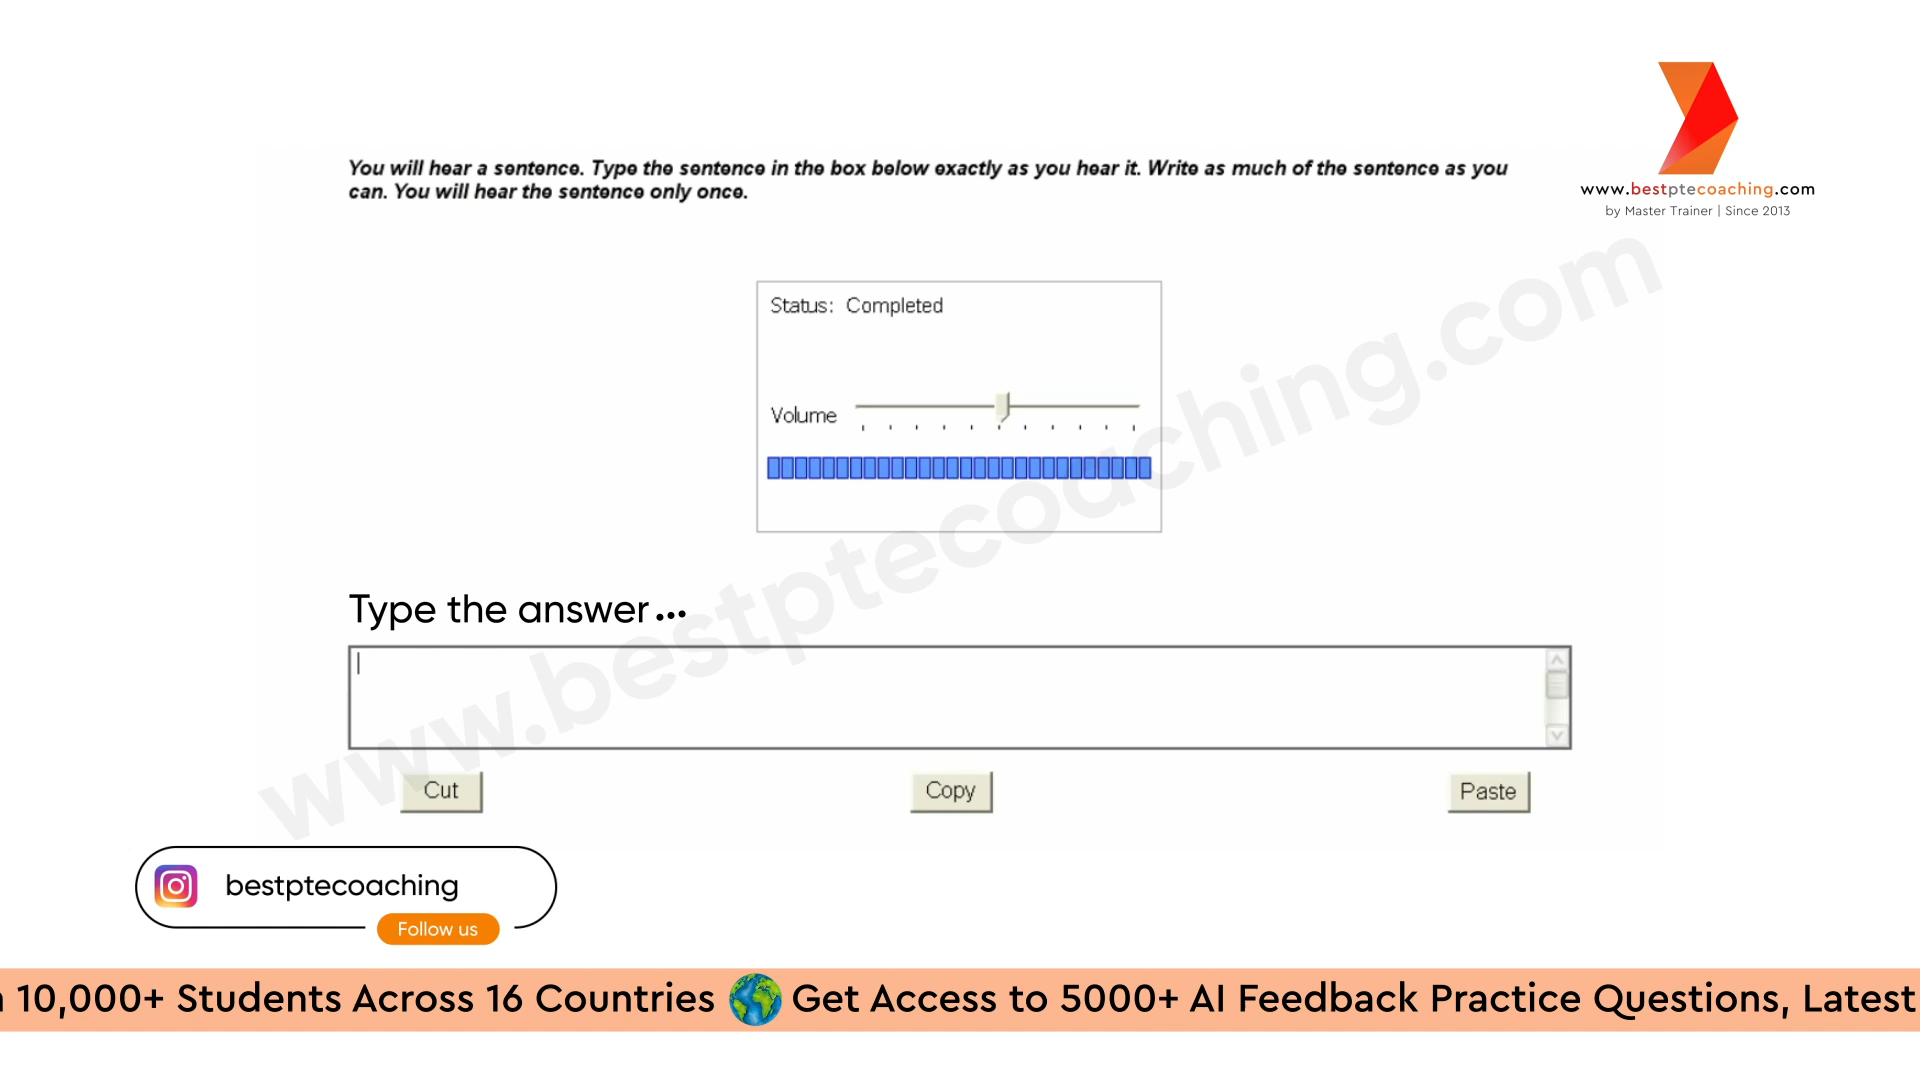 You will hear a sentence. Type the sentence in the box below exactly as you hear it. Write as much of the sentence as you
can. You will hear the sentence only once.
www.bestptecoaching.com
by Master Trainer | Since 2013
Status: Completed
Volume
www.bestptecoaching.com
Type the answer...
Cut
Copy
Paste
bestptecoaching
Follow us
10,000+ Students Across 16 Countries Get Access to 5000+ AI Feedback Practice Questions, Latest